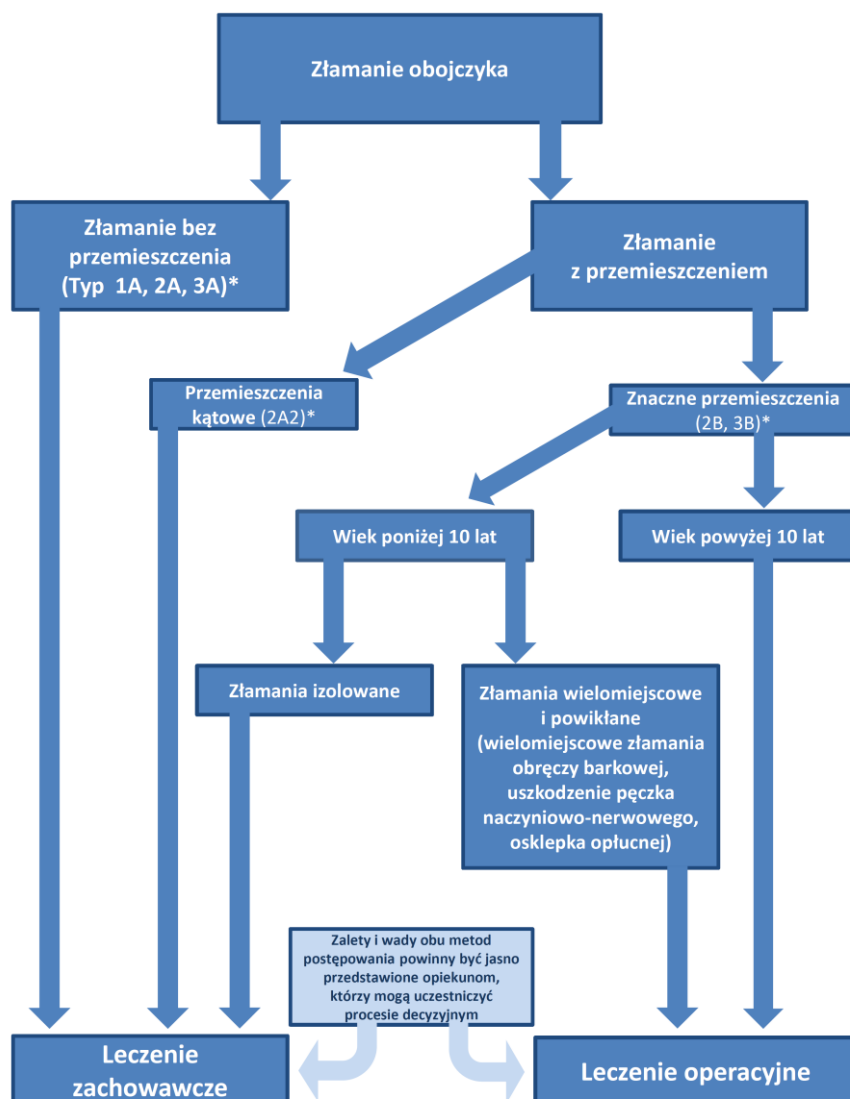 Złamanie obojczyka
Złamanie bez
przemieszczenia
(Typ 1A, 2A, 3A)*
Złamanie
z przemieszczeniem
Przemieszczenia
kątowe (2A2)*
Znaczne przemieszczenia
(2B, 3B)*
Wiek poniżej 10 lat
Wiek powyżej 10 lat
Złamania izolowane
Złamania wielomiejscowe
i powikłane
(wielomiejscowe złamania
obręczy barkowej,
uszkodzenie pęczka
naczyniowo-nerwowego,
osklepka opłucnej)
Zalety i wady obu metod
postępowania powinny być jasno
przedstawione opiekunom,
którzy mogą uczestniczyć
procesie decyzyjnym
Leczenie
zachowawcze
Leczenie operacyjne